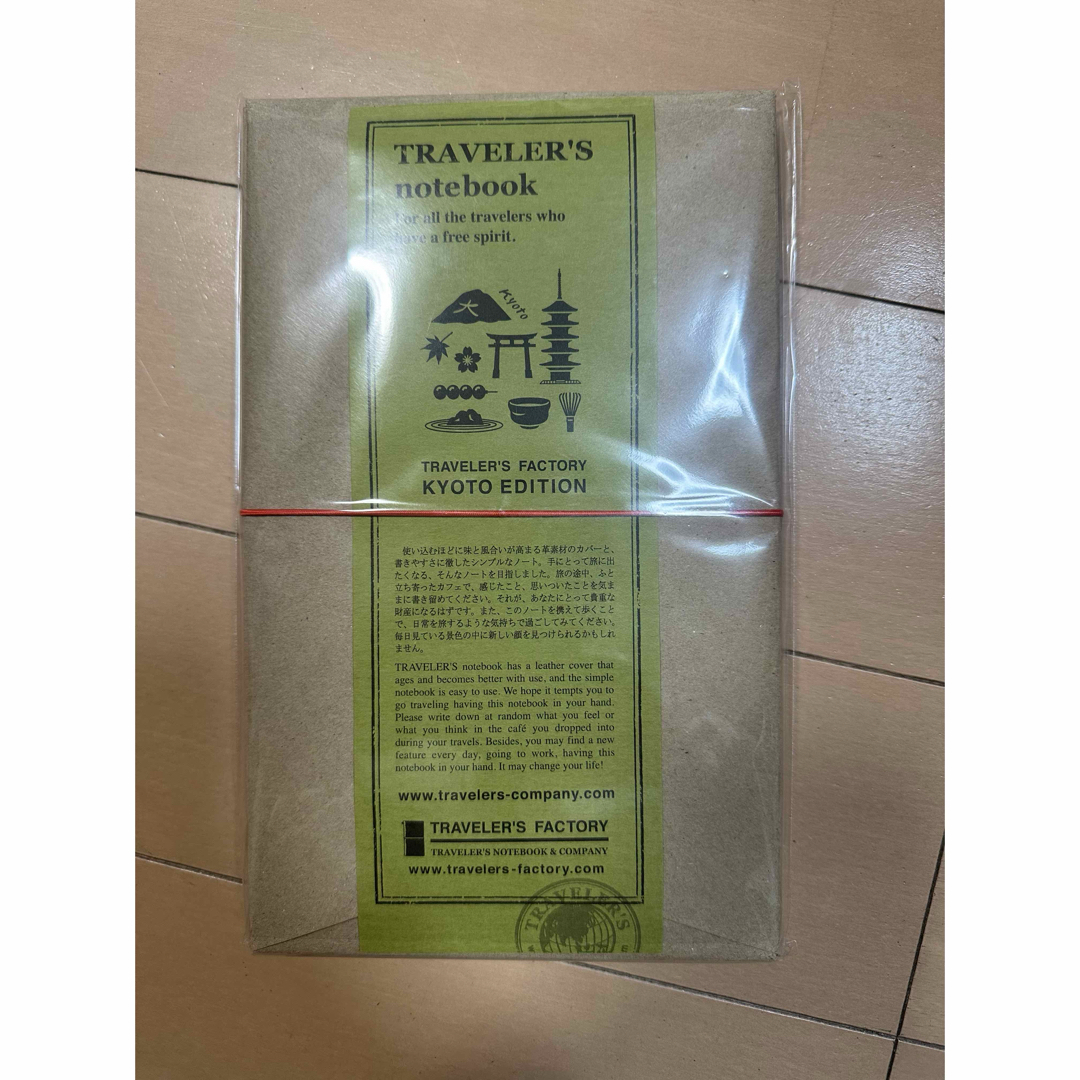 TRAVELER'S
notebook
For all the travelers who
have a free spirit.
Kyoto
大
TRAVELER'S FACTORY
KYOTO EDITION
使い込むほどに味と風合いが高まる革素材のカバーと、
書きやすさに徹したシンプルなノート。手にとって旅に出
たくなる、そんなノートを目指しました。旅の途中、ふと
立ち寄ったカフェで、感じたこと、思いついたことを気ま
まに書き留めてください。それが、あなたにとって貴重な
財産になるはずです。また、このノートを携えて歩くこと
で、日常を旅するような気持ちで過ごしてみてください。
毎日見ている景色の中に新しい顔を見つけられるかもしれ
ません。
TRAVELER'S notebook has a leather cover that
ages and becomes better with use, and the simple
notebook is easy to use. We hope it tempts you to
go traveling having this notebook in your hand.
Please write down at random what you feel or
what you think in the café you dropped into
during your travels. Besides, you may find a new
feature every day, going to work, having this
notebook in your hand. It may change your life!
www.travelers-company.com
TRAVELER'S FACTORY
TRAVELER'S NOTEBOOK & COMPANY
www.travelers-factory.com
TRAVELER'S